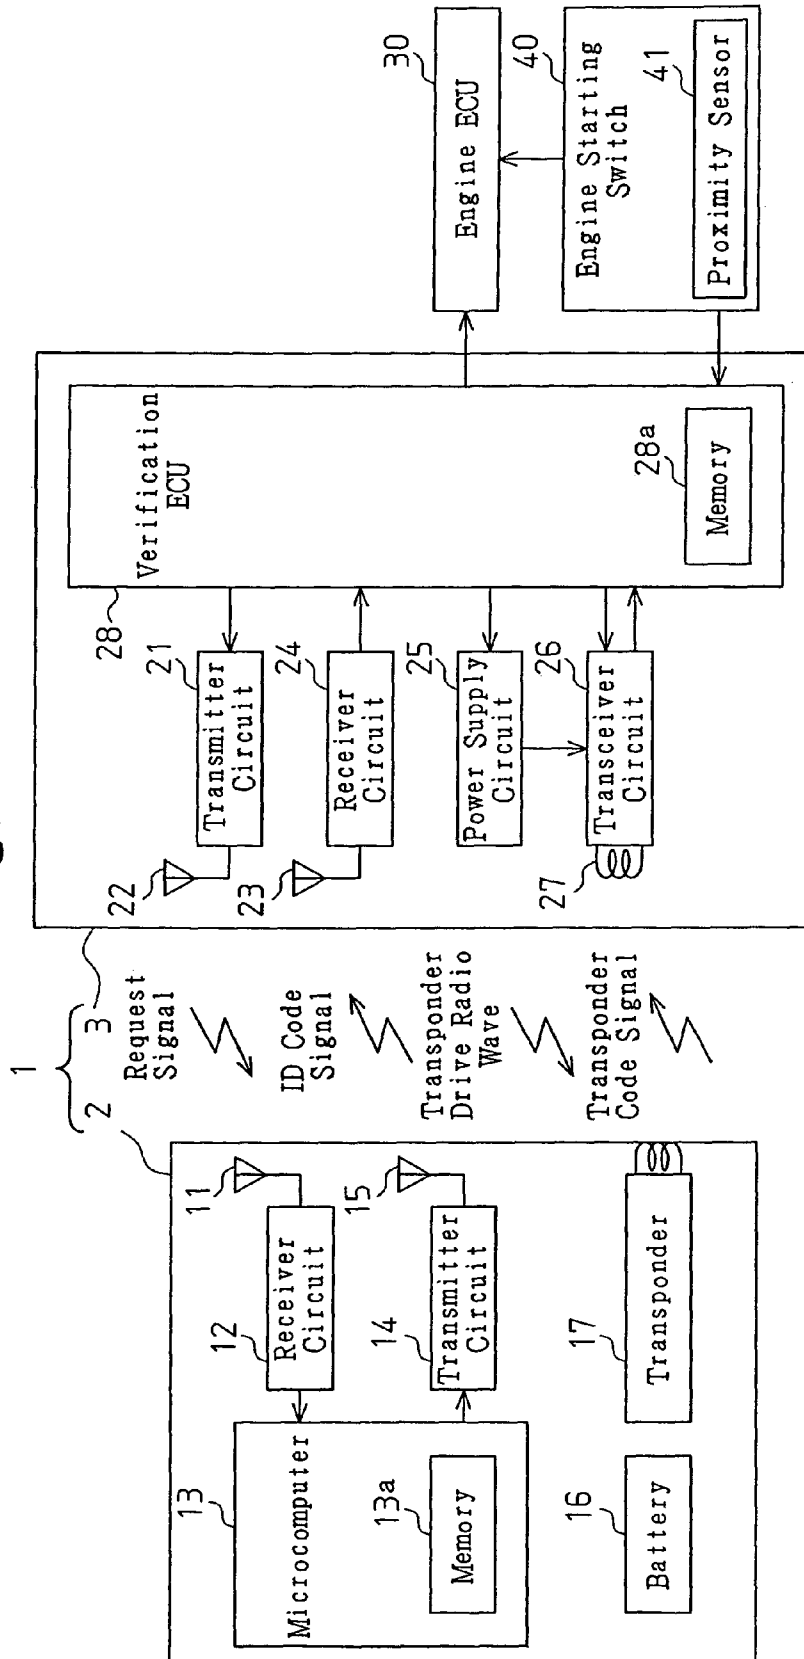 1
2
3
13
Microcomputer
13a
Memory
12
Receiver
Circuit
11
14
Transmitter
Circuit
15
16
Battery
17
Transponder
Request
Signal
ID Code
Signal
Transponder
Drive Radio
Wave
Transponder
Code Signal
22
21
Transmitter
Circuit
23
24
Receiver
Circuit
25
Power Supply
Circuit
27
26
Transceiver
Circuit
28
Verification
ECU
28a
Memory
30
Engine ECU
40
Engine Starting
Switch
41
Proximity Sensor